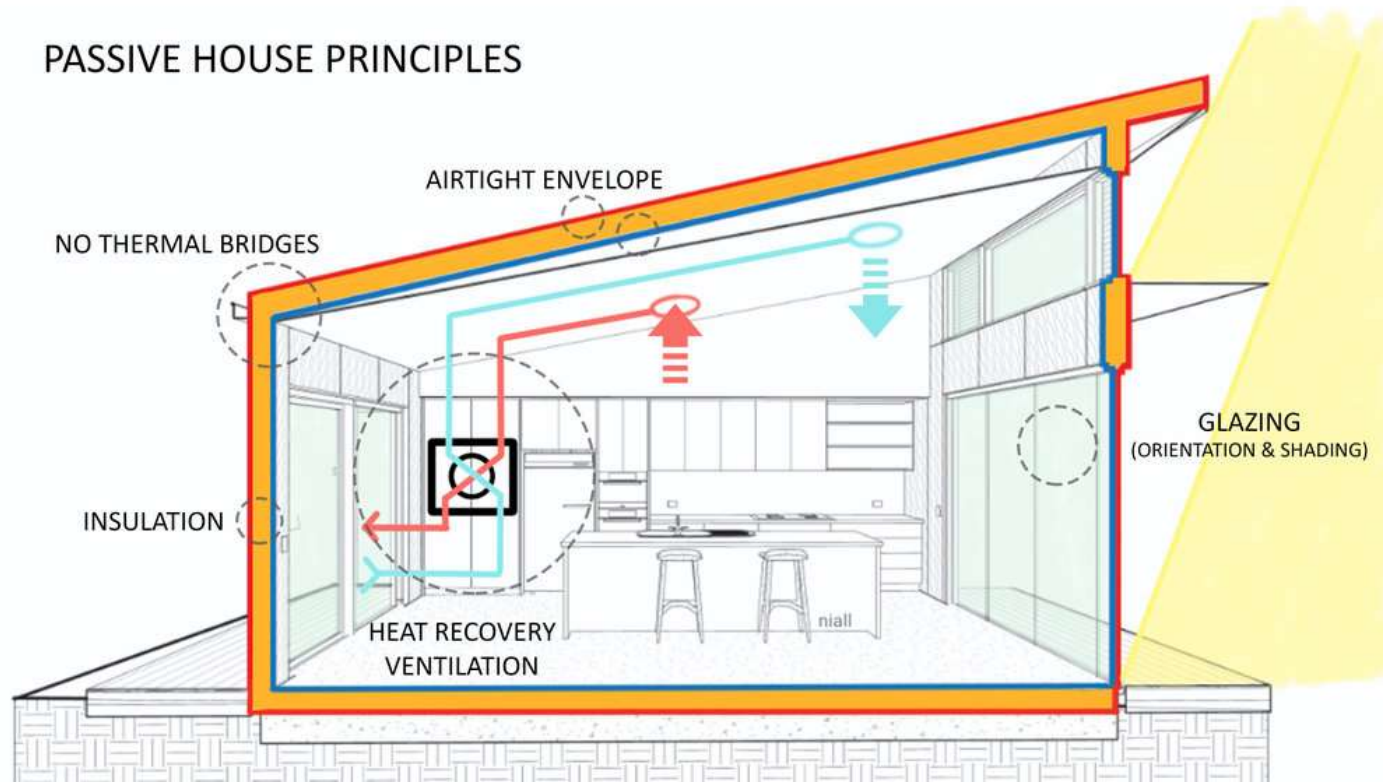 PASSIVE HOUSE PRINCIPLES
AIRTIGHT ENVELOPE
NO THERMAL BRIDGES
GLAZING
(ORIENTATION & SHADING)
INSULATION
niall
HEAT RECOVERY
VENTILATION